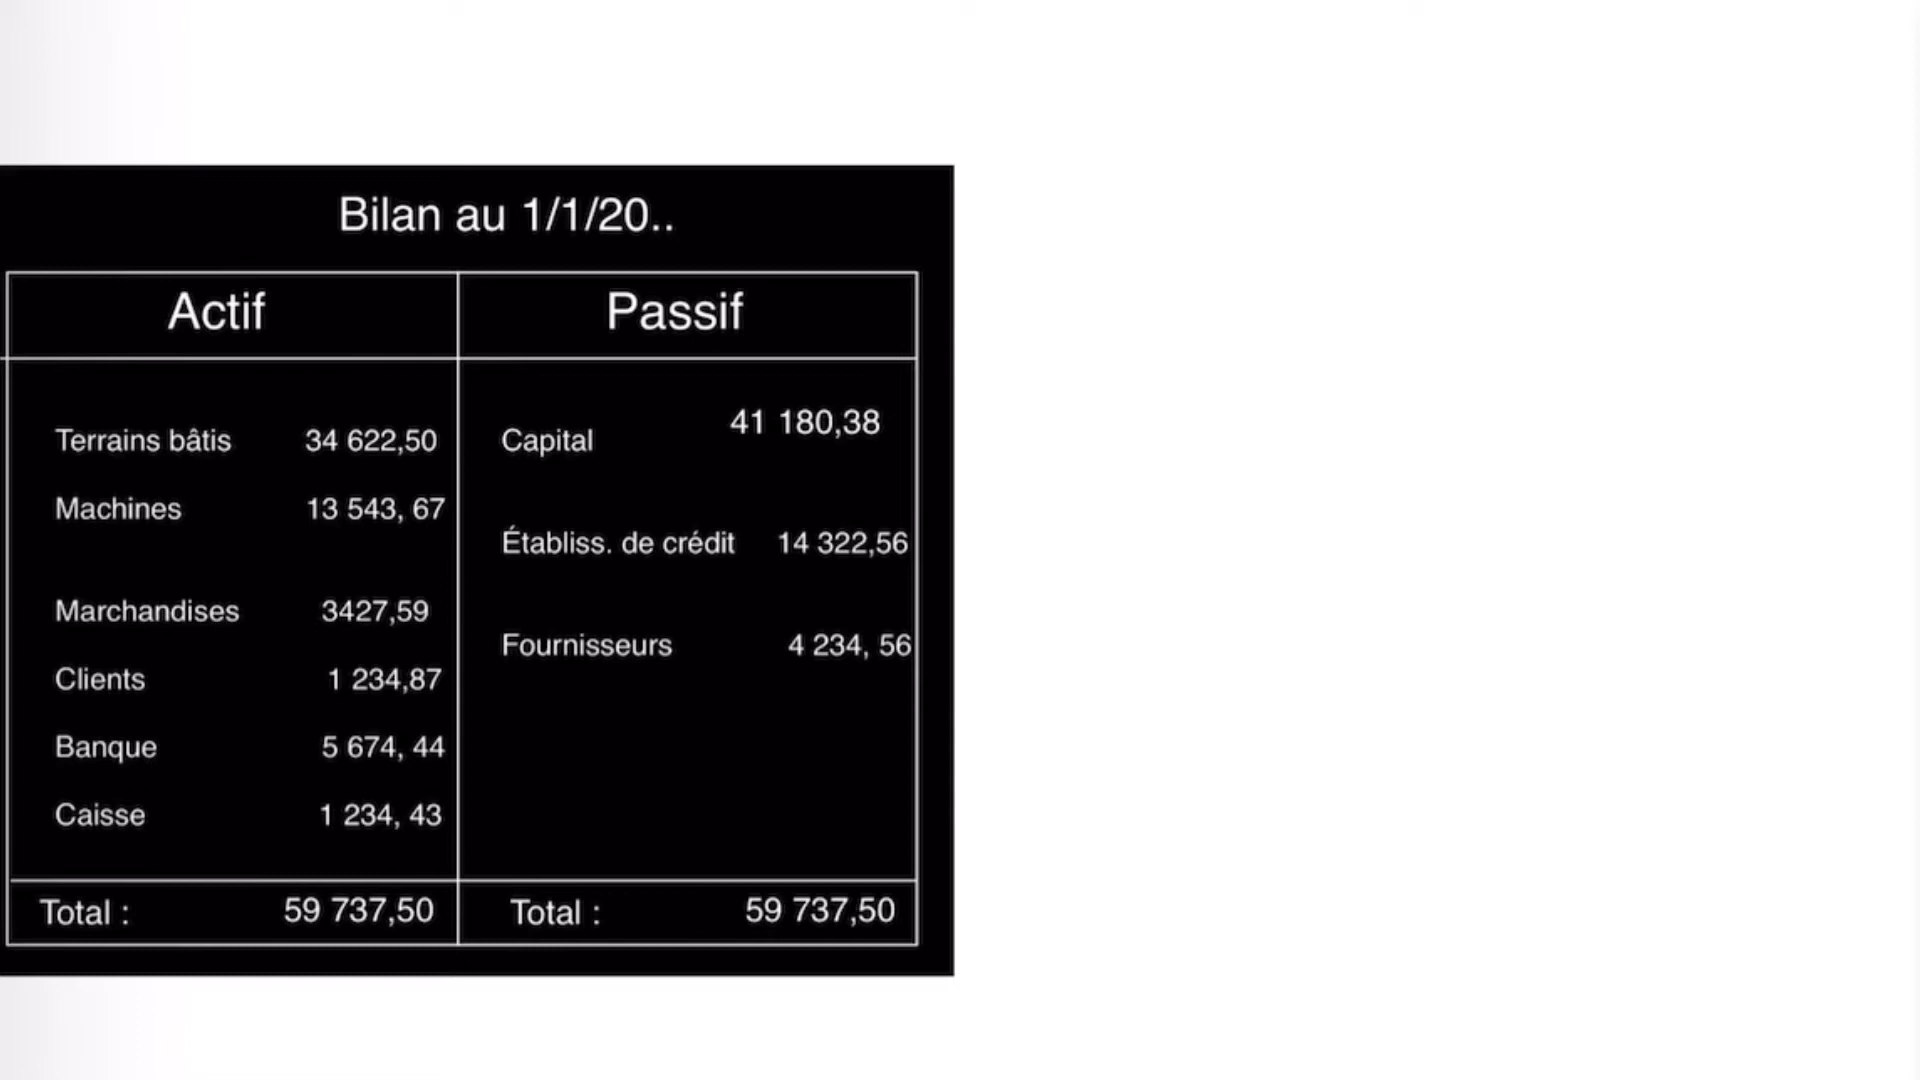 Bilan au 1/1/20..
Actif
Passif
Terrains bâtis 34 622,50
Machines 13 543, 67
Marchandises 3427,59
Clients 1 234,87
Banque 5 674, 44
Caisse 1 234, 43
Total : 59 737,50
Capital 41 180,38
Établiss. de crédit 14 322,56
Fournisseurs 4 234, 56
Total : 59 737,50